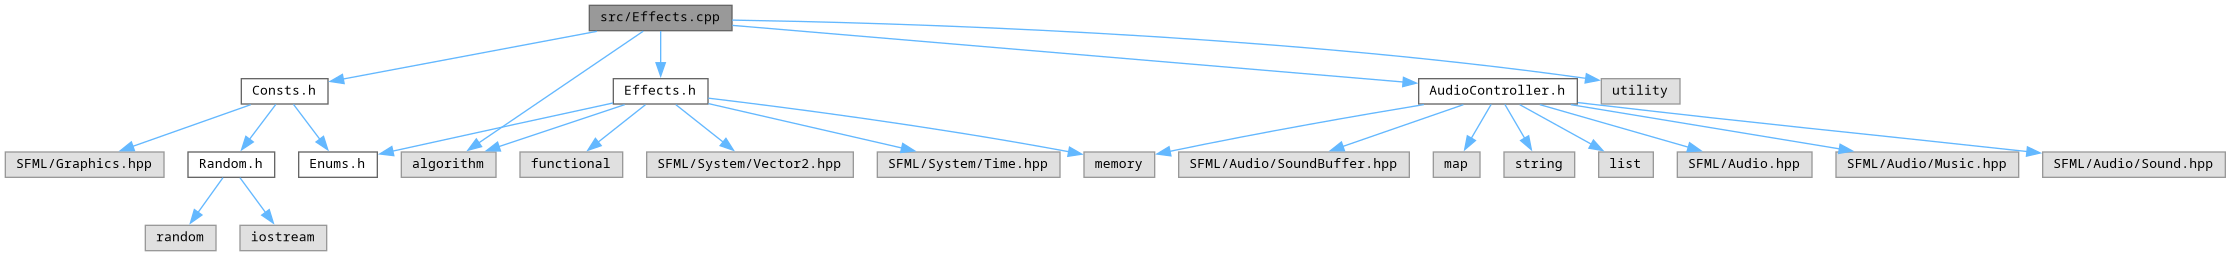 src/Effects.cpp
Consts.h
Effects.h
AudioController.h
utility
SFML/Graphics.hpp
Random.h
Enums.h
algorithm
functional
SFML/System/Vector2.hpp
SFML/System/Time.hpp
memory
SFML/Audio/SoundBuffer.hpp
map
string
list
SFML/Audio.hpp
SFML/Audio/Music.hpp
SFML/Audio/Sound.hpp
random
iostream